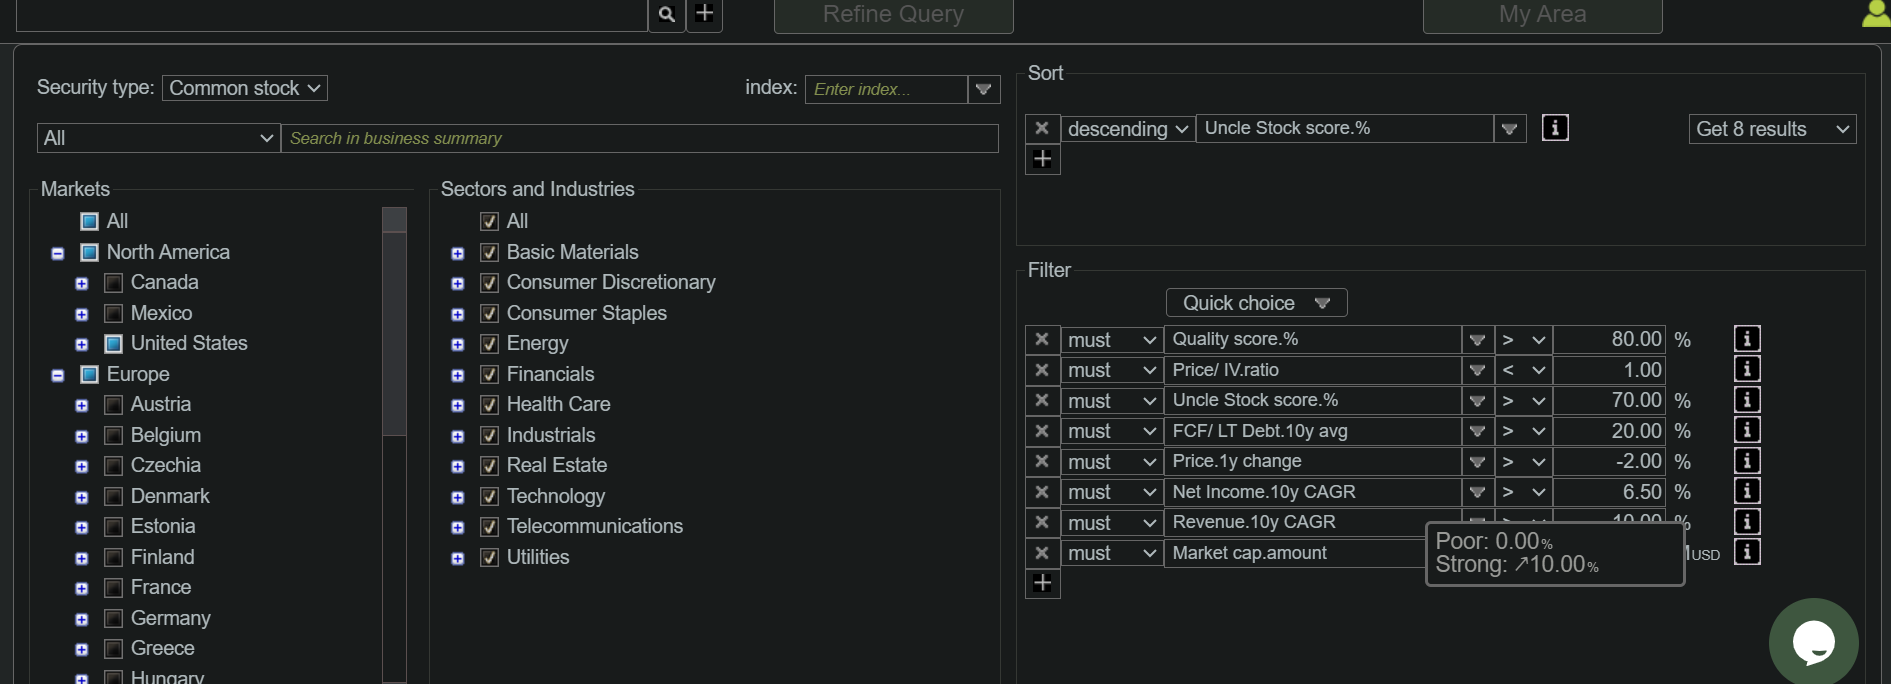 Refine Query
My Area
Security type: Common stock
index: Enter index...
All
Search in business summary
Markets
All
North America
Canada
Mexico
United States
Europe
Austria
Belgium
Czechia
Denmark
Estonia
Finland
France
Germany
Greece
Hungary
Sectors and Industries
All
Basic Materials
Consumer Discretionary
Consumer Staples
Energy
Financials
Health Care
Industrials
Real Estate
Technology
Telecommunications
Utilities
Sort
descending Uncle Stock score.%
Get 8 results
Filter
Quick choice
must Quality score.% > 80.00 %
must Price/ IV.ratio < 1.00
must Uncle Stock score.% > 70.00 %
must FCF/ LT Debt.10y avg > 20.00 %
must Price.1y change > -2.00 %
must Net Income.10y CAGR > 6.50 %
must Revenue.10y CAGR > 10.00 %
must Market cap.amount USD
Poor: 0.00%
Strong: ↗10.00%